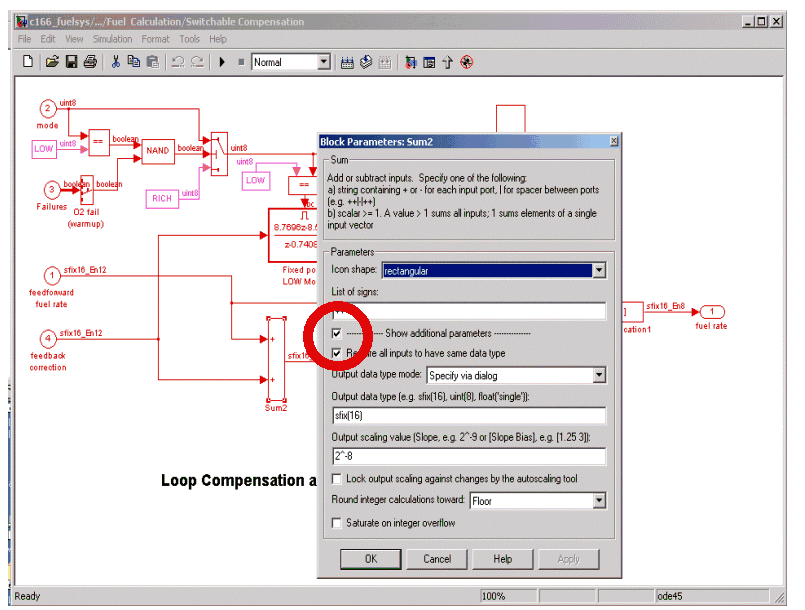 c166_fuelsys/.../Fuel Calculation/Switchable Compensation
File Edit View Simulation Format Tools Help
Normal
2
uint8
mode
LOW
uint8
==
boolean
NAND
boolean
uint8
3
boolean
boolean
Failures
O2 fail
(warmup)
RICH
uint8
uint8
LOW
==
8.7696z-8.
z-0.7408
Fixed po
LOW Mo
1
sfix16_En12
feedforward
fuel rate
4
sfix16_En12
feedback
correction
+
+
sfix16
Sum2
Loop Compensation a
Block Parameters: Sum2
Sum
Add or subtract inputs. Specify one of the following:
a) string containing + or - for each input port, | for spacer between ports
(e.g. ++|-|++)
b) scalar >= 1. A value > 1 sums all inputs; 1 sums elements of a single
input vector
Parameters
Icon shape: rectangular
List of signs:
------------ Show additional parameters ---------------
all inputs to have same data type
Output data type mode: Specify via dialog
Output data type (e.g. sfix(16), uint(8), float('single')):
sfix(16)
Output scaling value (Slope, e.g. 2^-9 or [Slope Bias], e.g. [1.25 3]):
2^-8
Lock output scaling against changes by the autoscaling tool
Round integer calculations toward: Floor
Saturate on integer overflow
OK Cancel Help Apply
sfix16_En8
1
cation1
fuel rate
Ready 100% ode45